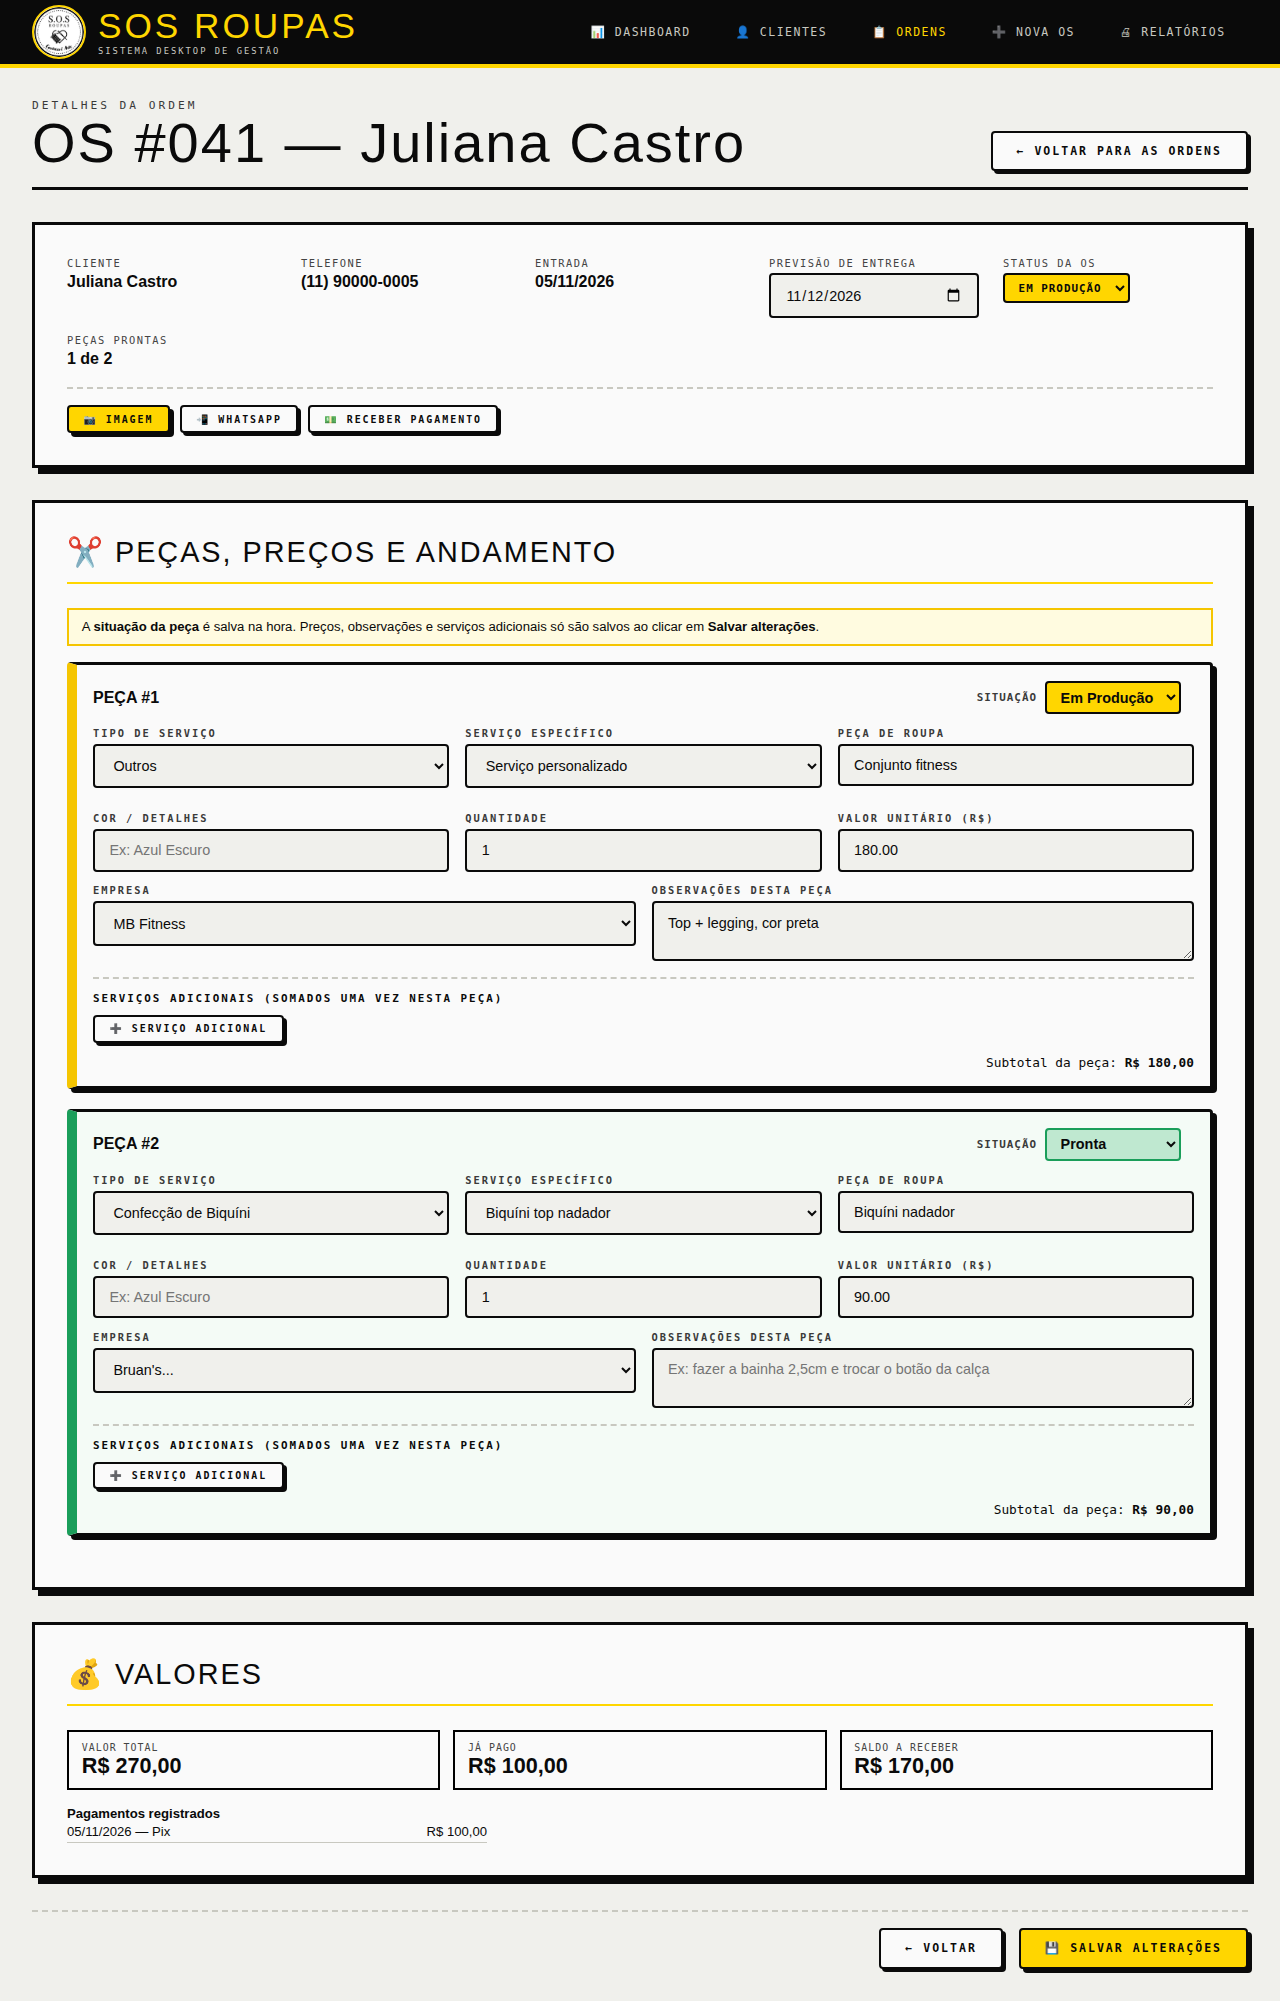 S.O.S
ROUPAS
SOS ROUPAS
SISTEMA DESKTOP DE GESTÃO
DASHBOARD
CLIENTES
ORDENS
NOVA OS
RELATÓRIOS
DETALHES DA ORDEM
OS #041 — Juliana Castro
← VOLTAR PARA AS ORDENS
CLIENTE TELEFONE ENTRADA PREVISÃO DE ENTREGA STATUS DA OS
Juliana Castro (11) 90000-0005 05/11/2026 11/12/2026 EM PRODUÇÃO
PEÇAS PRONTAS
1 de 2
IMAGEM WHATSAPP RECEBER PAGAMENTO
PEÇAS, PREÇOS E ANDAMENTO
A situação da peça é salva na hora. Preços, observações e serviços adicionais só são salvos ao clicar em Salvar alterações.
PEÇA #1 SITUAÇÃO Em Produção
TIPO DE SERVIÇO SERVIÇO ESPECÍFICO PEÇA DE ROUPA
Outros Serviço personalizado Conjunto fitness
COR / DETALHES QUANTIDADE VALOR UNITÁRIO (R$)
Ex: Azul Escuro 1 180.00
EMPRESA OBSERVAÇÕES DESTA PEÇA
MB Fitness Top + legging, cor preta
SERVIÇOS ADICIONAIS (SOMADOS UMA VEZ NESTA PEÇA)
SERVIÇO ADICIONAL
Subtotal da peça: R$ 180,00
PEÇA #2 SITUAÇÃO Pronta
TIPO DE SERVIÇO SERVIÇO ESPECÍFICO PEÇA DE ROUPA
Confecção de Biquíni Biquíni top nadador Biquíni nadador
COR / DETALHES QUANTIDADE VALOR UNITÁRIO (R$)
Ex: Azul Escuro 1 90.00
EMPRESA OBSERVAÇÕES DESTA PEÇA
Bruan's... Ex: fazer a bainha 2,5cm e trocar o botão da calça
SERVIÇOS ADICIONAIS (SOMADOS UMA VEZ NESTA PEÇA)
SERVIÇO ADICIONAL
Subtotal da peça: R$ 90,00
VALORES
VALOR TOTAL JÁ PAGO SALDO A RECEBER
R$ 270,00 R$ 100,00 R$ 170,00
Pagamentos registrados
05/11/2026 — Pix R$ 100,00
← VOLTAR SALVAR ALTERAÇÕES